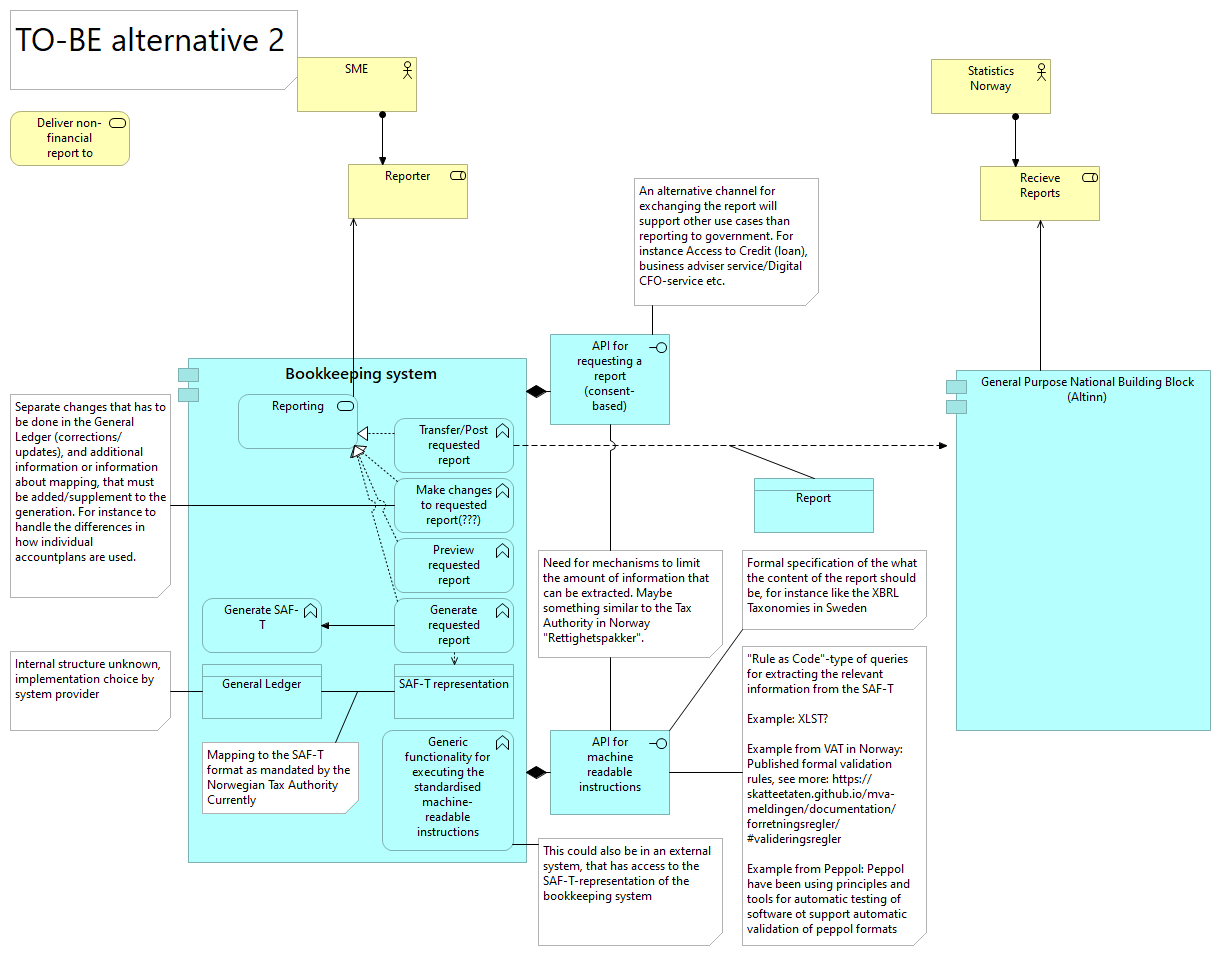 TO-BE alternative 2
SME
Statistics
Norway
Deliver non-
financial
report to
Reporter
Recieve
Reports
An alternative channel for
exchanging the report will
support other use cases than
reporting to government. For
instance Access to Credit (loan),
business adviser service/Digital
CFO-service etc.
Bookkeeping system
API for
requesting a
report
(consent-
based)
General Purpose National Building Block
(Altinn)
Reporting
Separate changes that has to
be done in the General
Ledger (corrections/
updates), and additional
information or information
about mapping, that must
be added/supplement to the
generation. For instance to
handle the differences in
how individual
accountplans are used.
Transfer/Post
requested
report
Make changes
to requested
report(???)
Report
Preview
requested
report
Need for mechanisms to limit
the amount of information that
can be extracted. Maybe
something similar to the Tax
Authority in Norway
"Rettighetspakker".
Formal specification of the what
the content of the report should
be, for instance like the XBRL
Taxonomies in Sweden
Generate SAF-
T
Generate
requested
report
Internal structure unknown,
implementation choice by
system provider
General Ledger
SAF-T representation
"Rule as Code"-type of queries
for extracting the relevant
information from the SAF-T
Example: XLST?
Example from VAT in Norway:
Published formal validation
rules, see more: https://
skatteetaten.github.io/mva-
meldingen/documentation/
forretningsregler/
#valideringsregler
Example from Peppol: Peppol
have been using principles and
tools for automatic testing of
software ot support automatic
validation of peppol formats
Mapping to the SAF-T
format as mandated by the
Norwegian Tax Authority
Currently
Generic
functionality for
executing the
standardised
machine-
readable
instructions
API for
machine
readable
instructions
This could also be in an external
system, that has access to the
SAF-T-representation of the
bookkeeping system